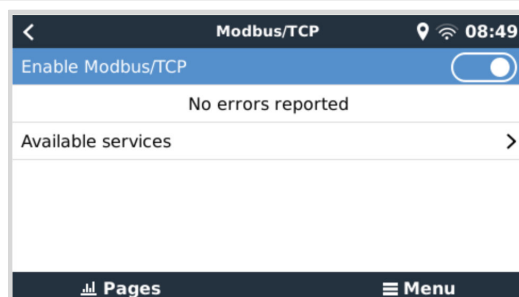 Modbus/TCP 08:49
Enable Modbus/TCP
No errors reported
Available services
Pages Menu